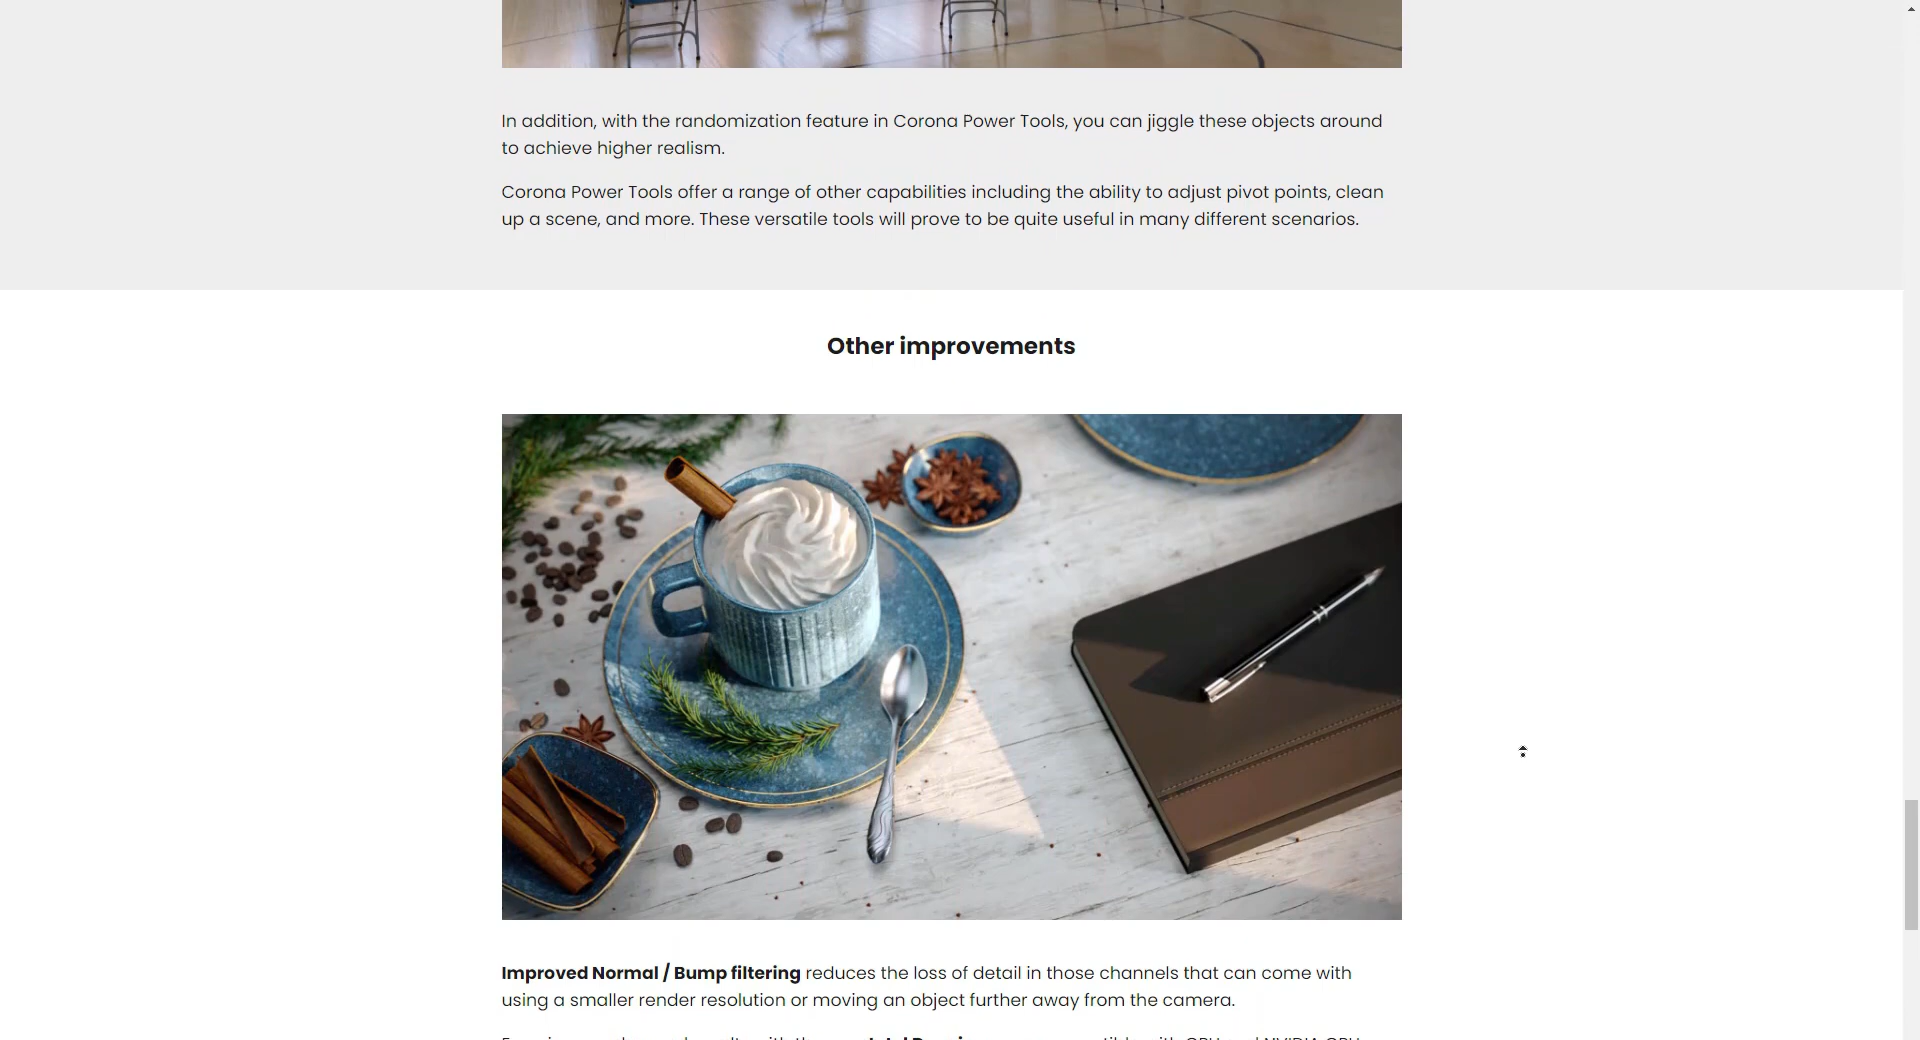 In addition, with the randomization feature in Corona Power Tools, you can jiggle these objects around
to achieve higher realism.
Corona Power Tools offer a range of other capabilities including the ability to adjust pivot points, clean
up a scene, and more. These versatile tools will prove to be quite useful in many different scenarios.
Other improvements
Improved Normal / Bump filtering reduces the loss of detail in those channels that can come with
using a smaller render resolution or moving an object further away from the camera.